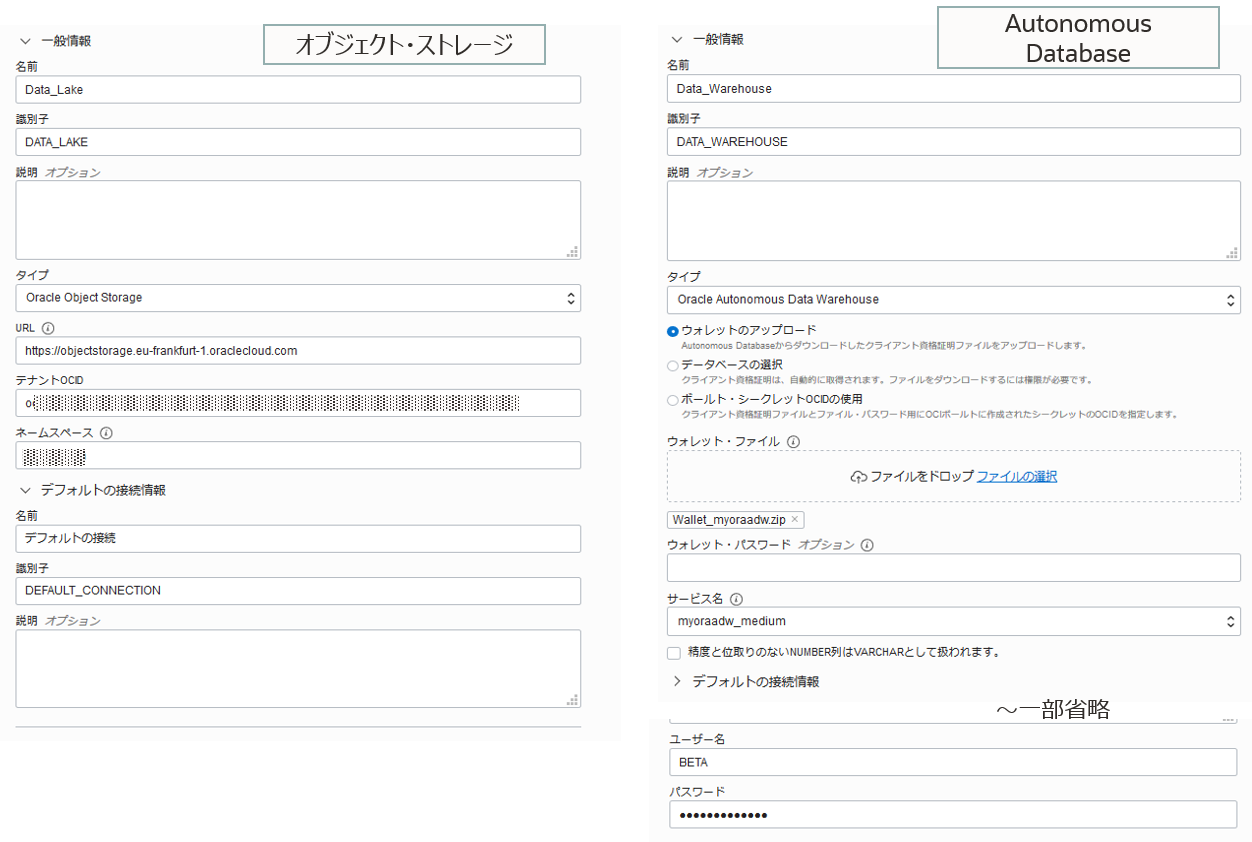 オブジェクト・ストレージ
一般情報
名前
Data_Lake
識別子
DATA_LAKE
説明 オプション
タイプ
Oracle Object Storage
URL
https://objectstorage.eu-frankfurt-1.oraclecloud.com
テナントOCID
ネームスペース
デフォルトの接続情報
名前
デフォルトの接続
識別子
DEFAULT_CONNECTION
説明 オプション
Autonomous
Database
一般情報
名前
Data_Warehouse
識別子
DATA_WAREHOUSE
説明 オプション
タイプ
Oracle Autonomous Data Warehouse
ウォレットのアップロード
Autonomous Databaseからダウンロードしたクライアント資格証明ファイルをアップロードします。
データベースの選択
クライアント資格証明は、自動的に取得されます。ファイルをダウンロードするには権限が必要です。
ボールト・シークレットOCIDの使用
クライアント資格証明ファイルとファイル・パスワード用にOCIボールトに作成されたシークレットのOCIDを指定します。
ウォレット・ファイル
ファイルをドロップ ファイルの選択
Wallet_myoraadw.zip ×
ウォレット・パスワード オプション
サービス名
myoraadw_medium
精度と位取りのないNUMBER列はVARCHARとして扱われます。
デフォルトの接続情報
～一部省略
ユーザー名
BETA
パスワード
•••••••••••••